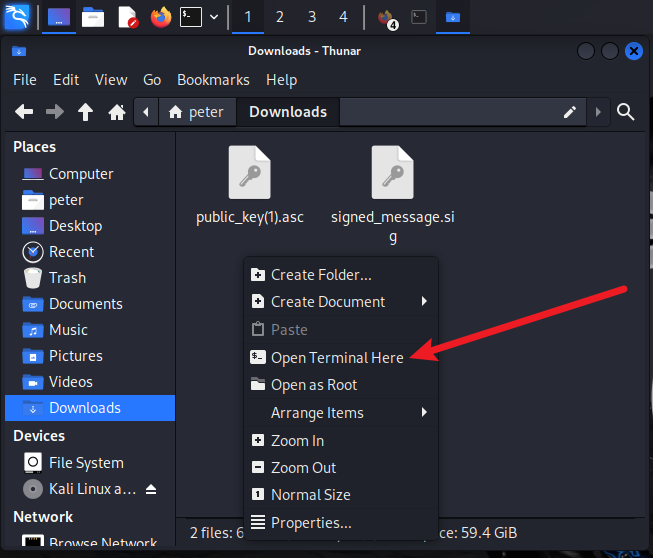 1 2 3 4
4
Downloads - Thunar
File Edit View Go Bookmarks Help
peter Downloads
Places
Computer
peter
Desktop
Recent
Trash
Documents
Music
Pictures
Videos
Downloads
Devices
File System
Kali Linux a...
Network
Browse Network
public_key(1).asc
signed_message.si
g
Create Folder...
Create Document
Paste
$_ Open Terminal Here
Open as Root
Arrange Items
Zoom In
Zoom Out
1 Normal Size
Properties...
2 files: 6
ce: 59.4 GiB